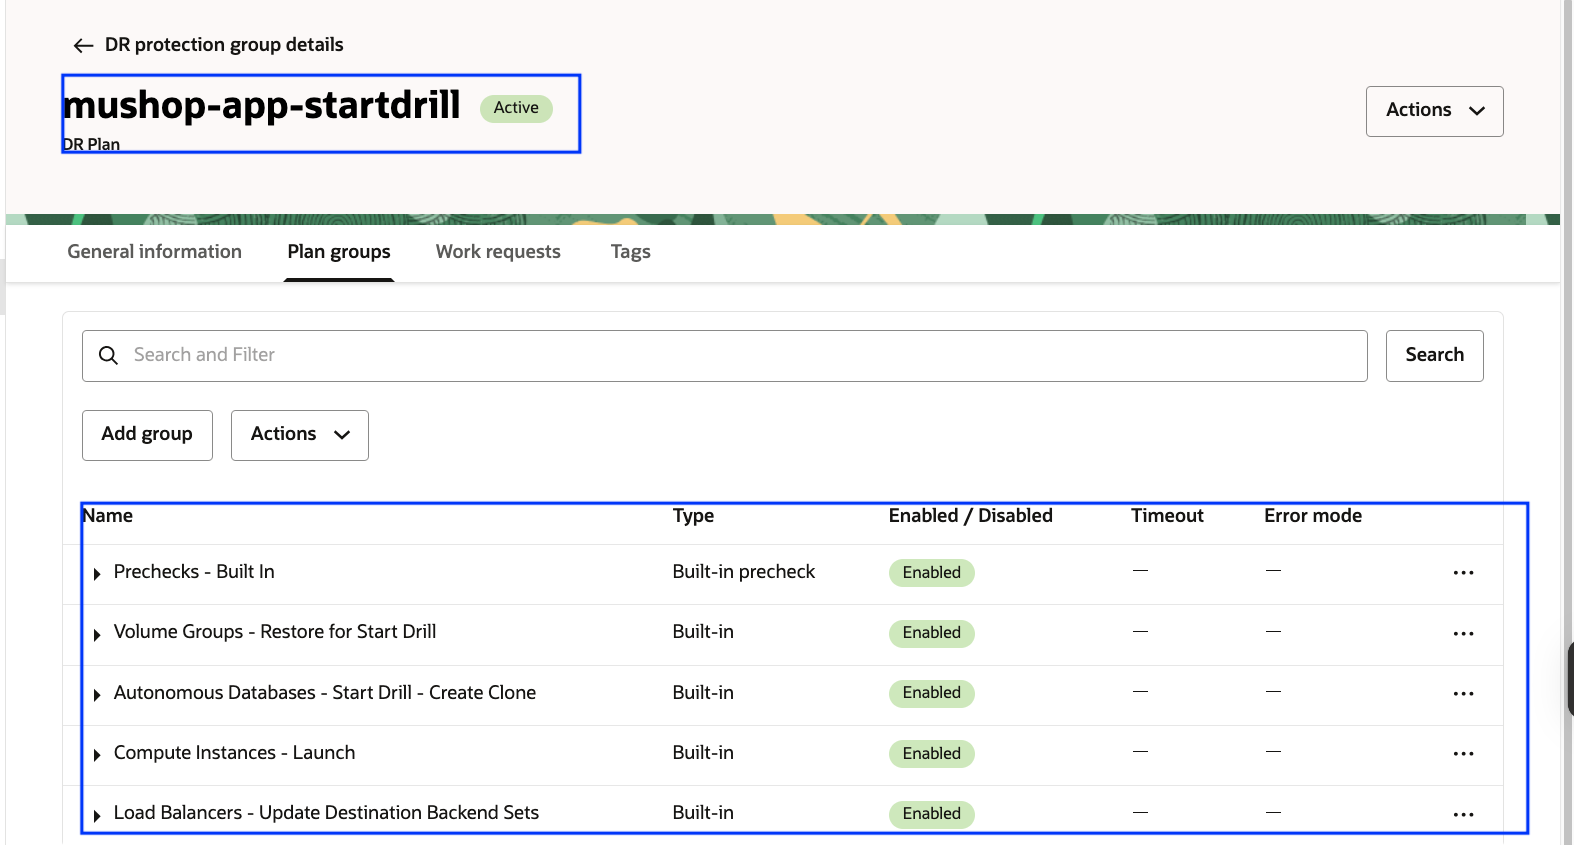 DR protection group details
mushop-app-startdrill Active
DR Plan
Actions
General information Plan groups Work requests Tags
Search and Filter Search
Add group Actions
Name Type Enabled / Disabled Timeout Error mode
Prechecks - Built In Built-in precheck Enabled — —
Volume Groups - Restore for Start Drill Built-in Enabled — —
Autonomous Databases - Start Drill - Create Clone Built-in Enabled — —
Compute Instances - Launch Built-in Enabled — —
Load Balancers - Update Destination Backend Sets Built-in Enabled — —